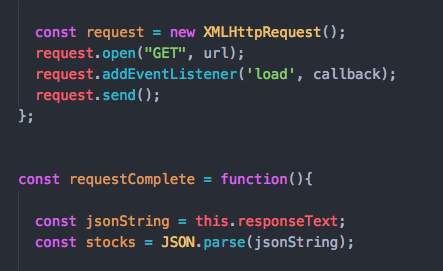 const request = new XMLHttpRequest();
request.open("GET", url);
request.addEventListener('load', callback);
request.send();
};
const requestComplete = function(){
const jsonString = this.responseText;
const stocks = JSON.parse(jsonString);